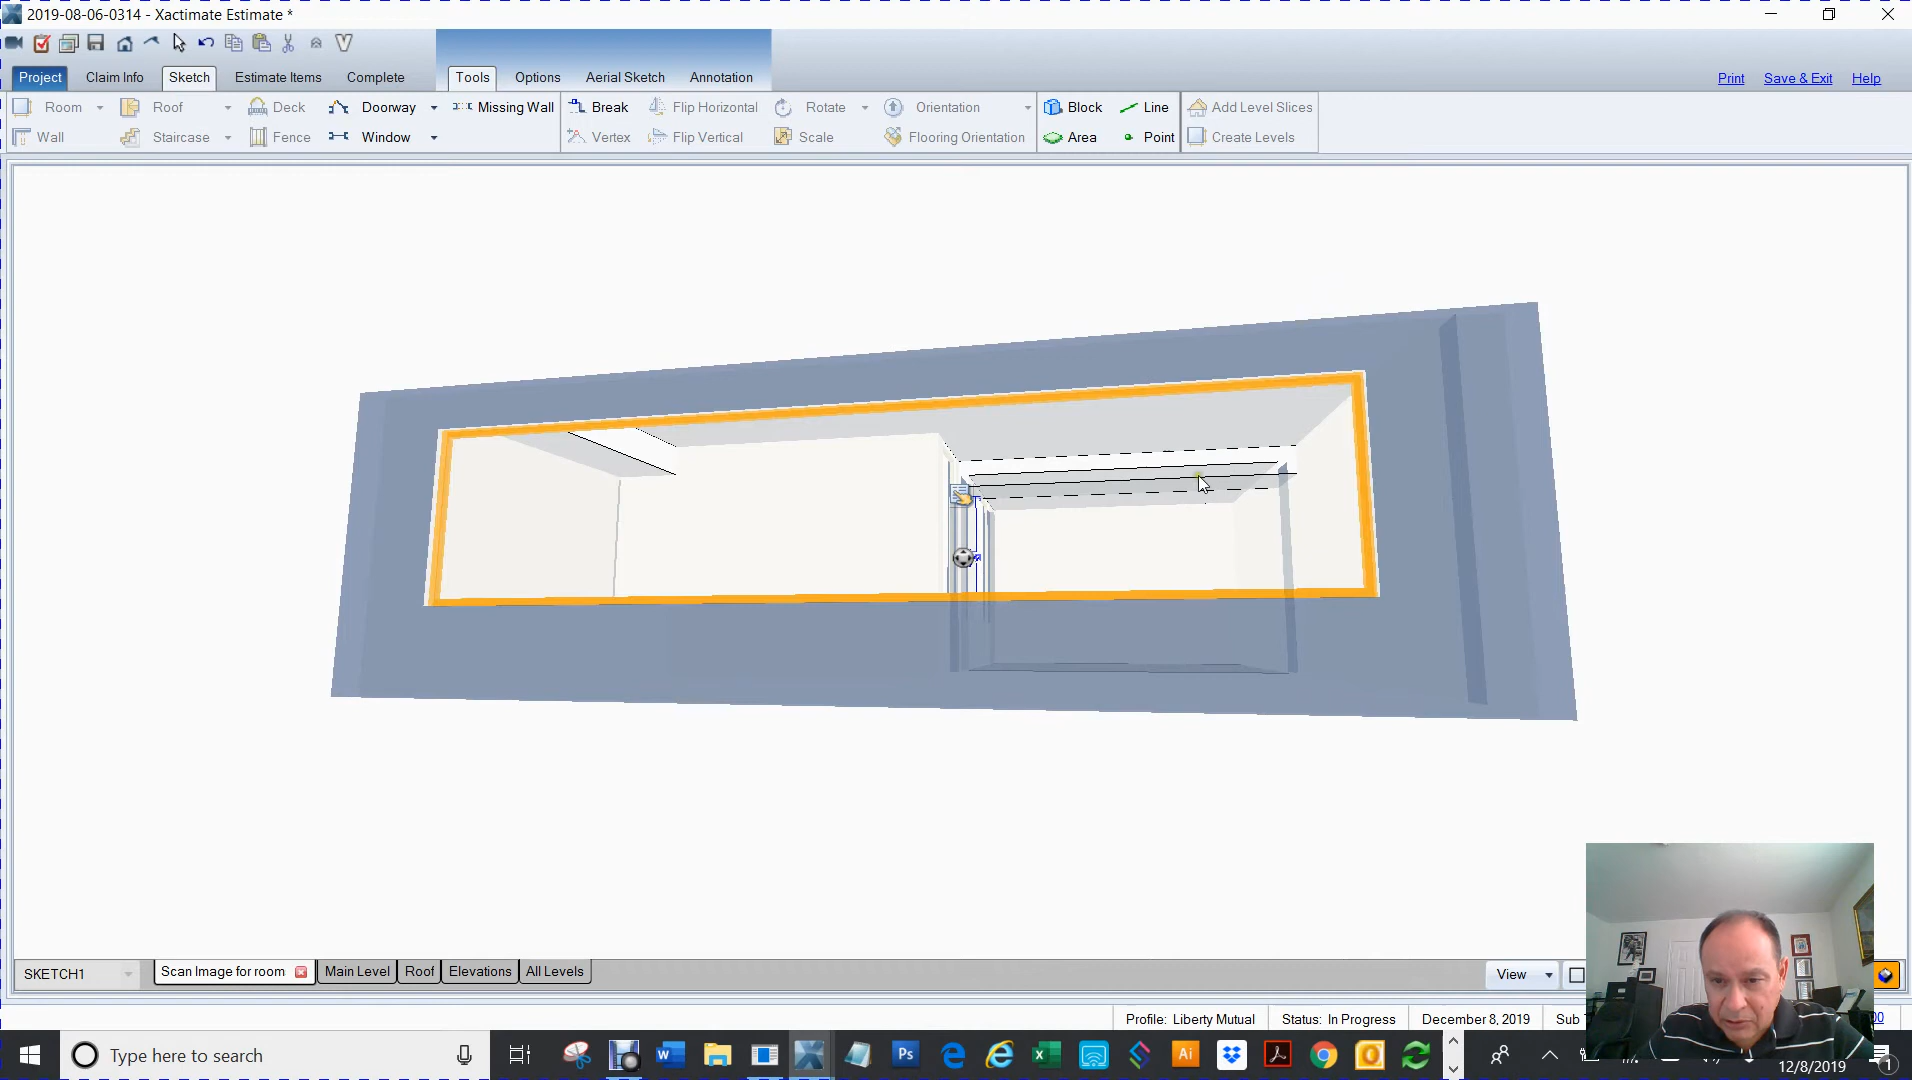 2019-08-06-0314 - Xactimate Estimate *
Project Claim Info Sketch Estimate Items Complete Tools Options Aerial Sketch Annotation Print Save & Exit Help
Room Roof Deck Doorway Missing Wall Break Flip Horizontal Rotate Orientation Block Line Add Level Slices
Wall Staircase Fence Window Vertex Flip Vertical Scale Flooring Orientation Area Point Create Levels
SKETCH1 Scan Image for room Main Level Roof Elevations All Levels View
Profile: Liberty Mutual Status: In Progress December 8, 2019 Sub
Type here to search
12/8/2019 1